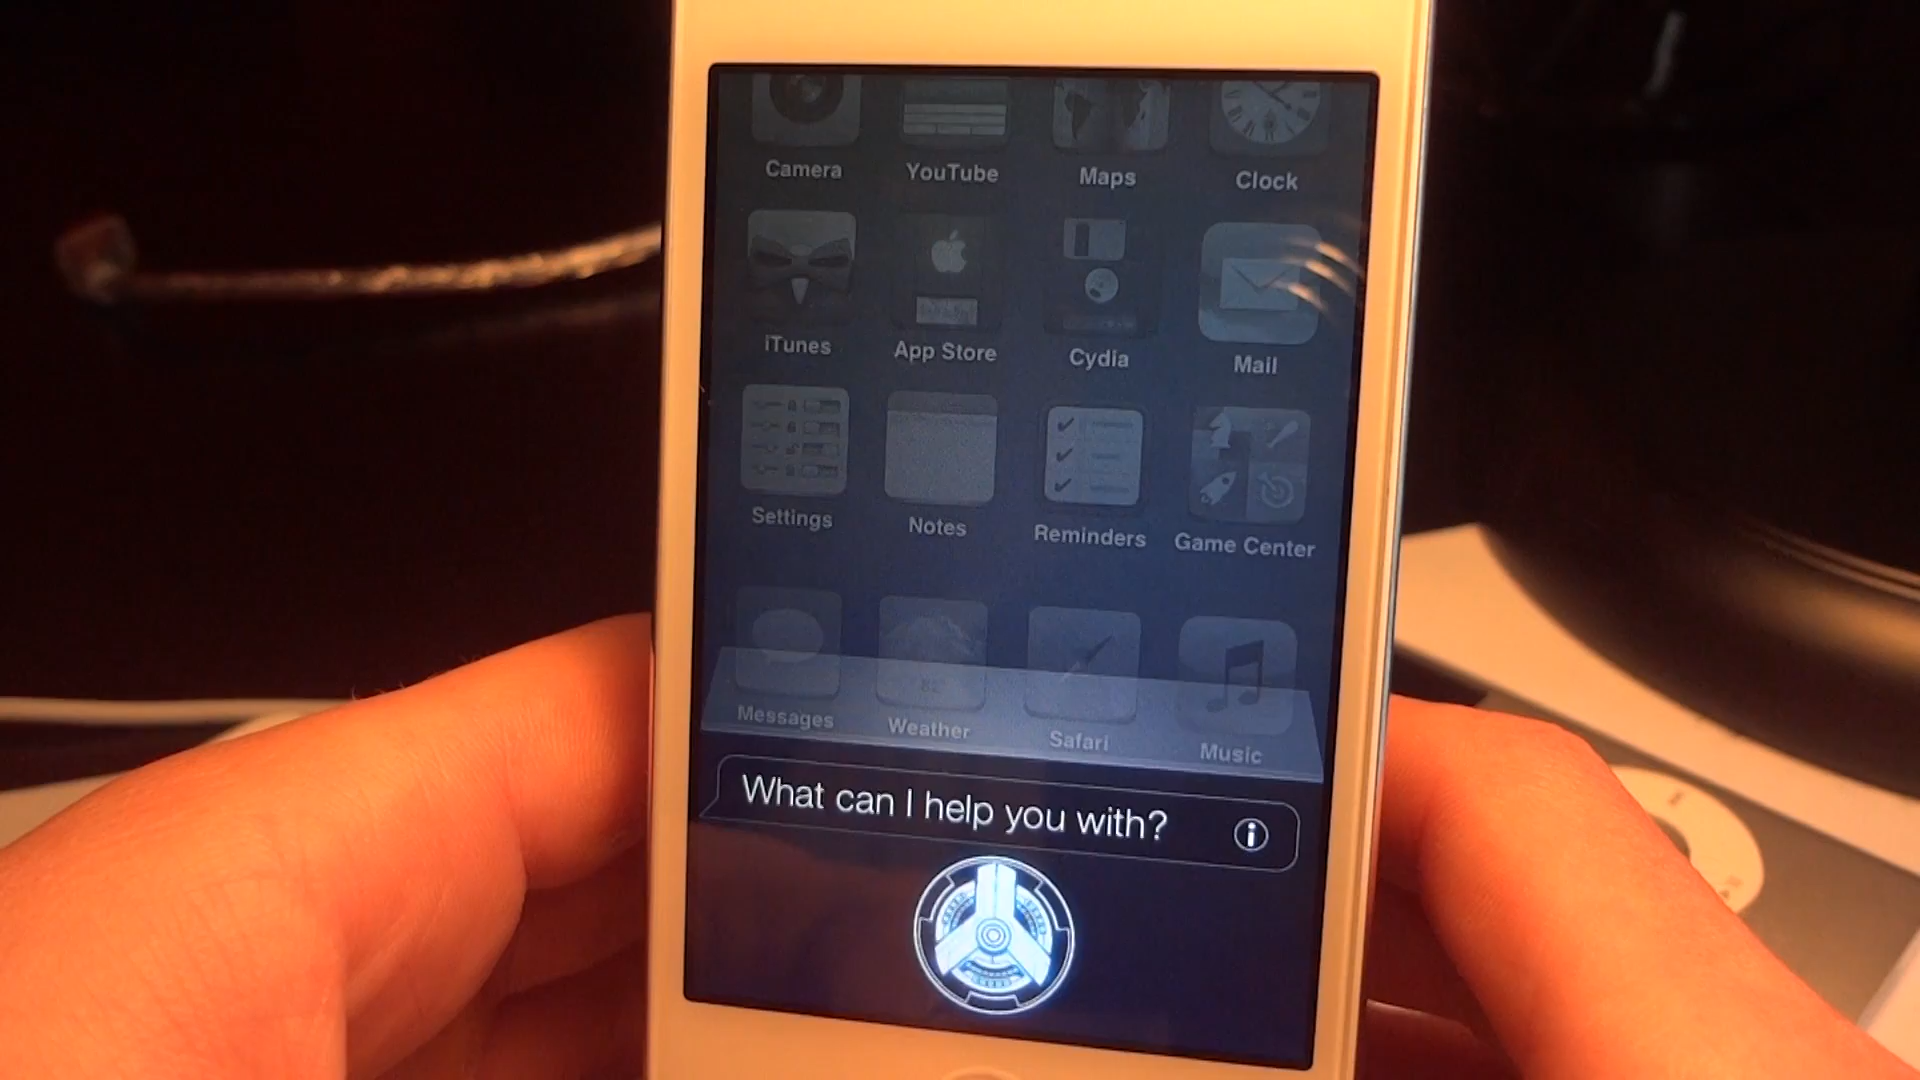 Camera YouTube Maps Clock
iTunes App Store Cydia Mail
Settings Notes Reminders Game Center
Messages Weather Safari Music
What can I help you with?